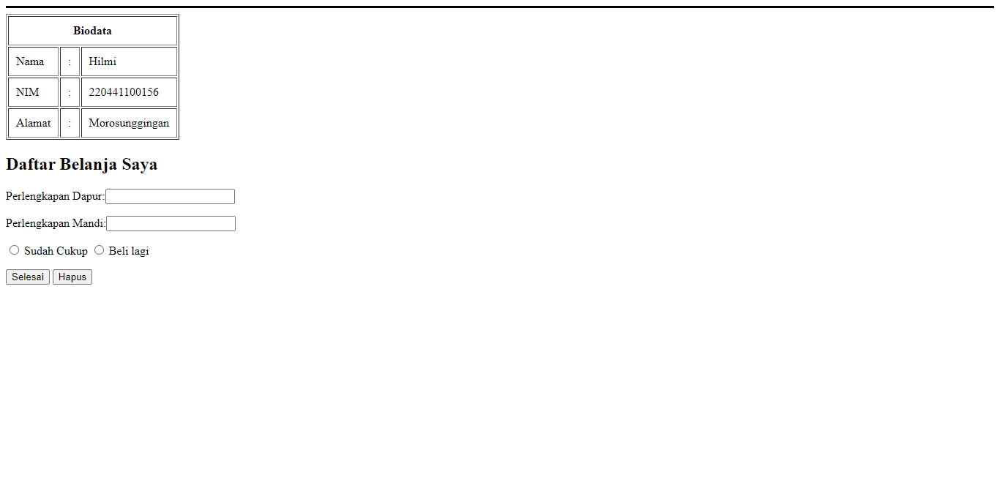 Biodata
Nama : Hilmi
NIM : 220441100156
Alamat : Morosunggingan
Daftar Belanja Saya
Perlengkapan Dapur:
Perlengkapan Mandi:
Sudah Cukup Beli lagi
Selesai Hapus